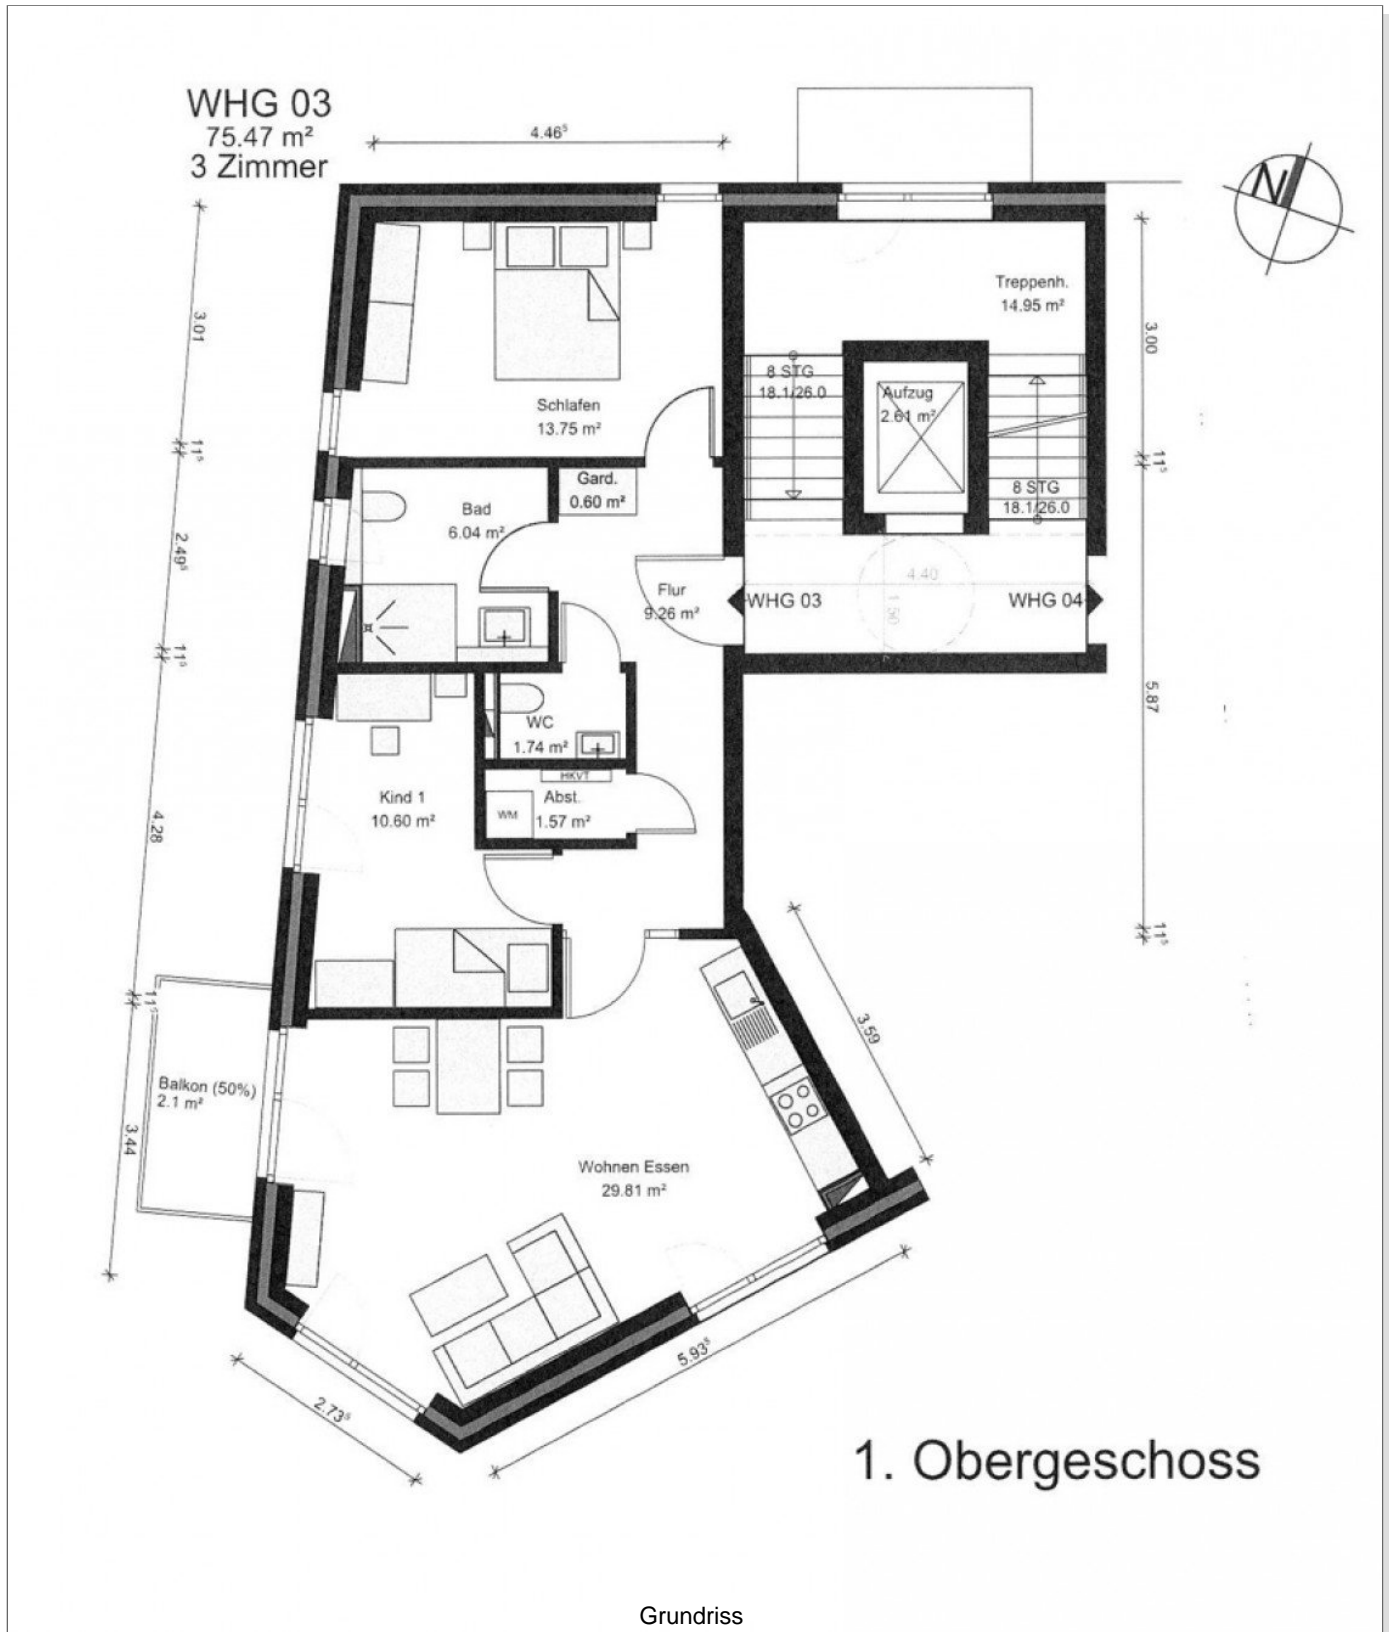 WHG 03
75.47 m²
3 Zimmer
4.46⁵
N
3.01
Treppenh.
14.95 m²
3.00
8 STG
18.1/26.0
Aufzug
2.61 m²
Schlafen
13.75 m²
11⁵
11⁵
Gard.
0.60 m²
8 STG
18.1/26.0
Bad
6.04 m²
2.49⁵
4.40
1.50
Flur
9.26 m²
WHG 03
WHG 04
11⁵
5.87
WC
1.74 m²
HKVT
Kind 1
10.60 m²
WM
Abst.
1.57 m²
4.28
11⁵
11⁵
3.59
Balkon (50%)
2.1 m²
3.44
Wohnen Essen
29.81 m²
5.93⁵
2.73⁵
1. Obergeschoss
Grundriss